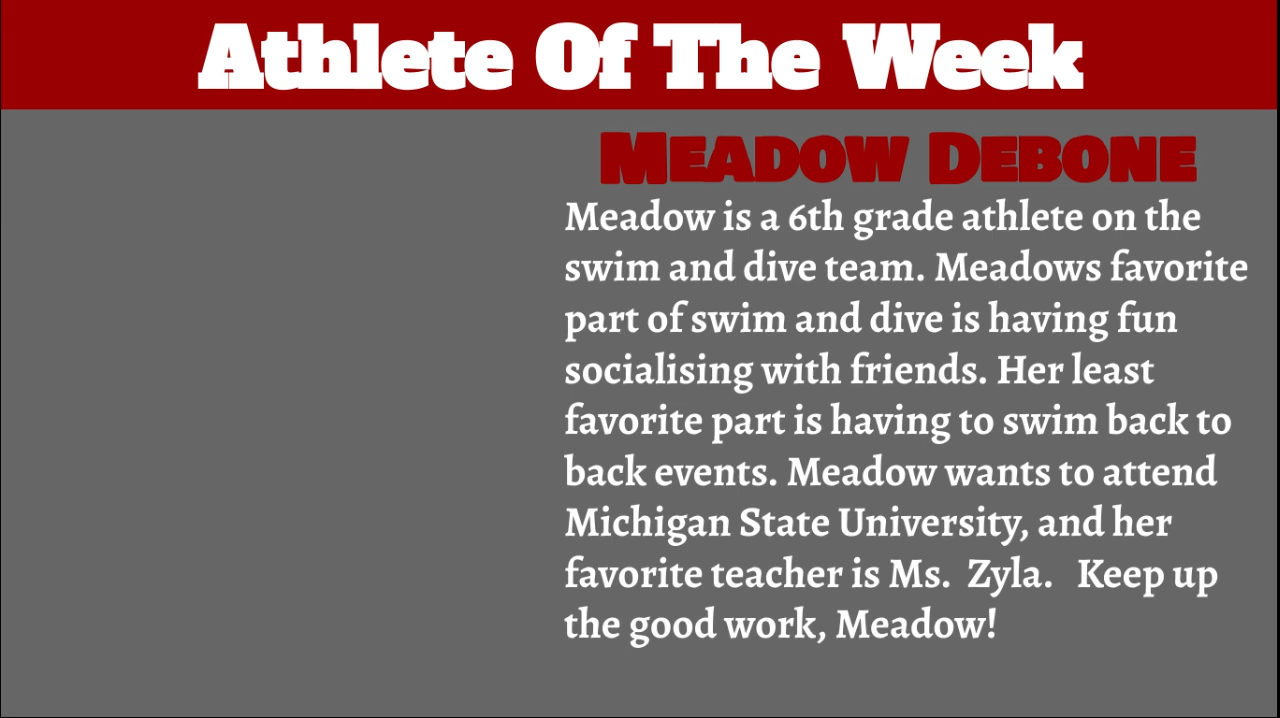 Athlete Of The Week
Meadow Debone
Meadow is a 6th grade athlete on the
swim and dive team. Meadows favorite
part of swim and dive is having fun
socialising with friends. Her least
favorite part is having to swim back to
back events. Meadow wants to attend
Michigan State University, and her
favorite teacher is Ms.  Zyla.   Keep up
the good work, Meadow!